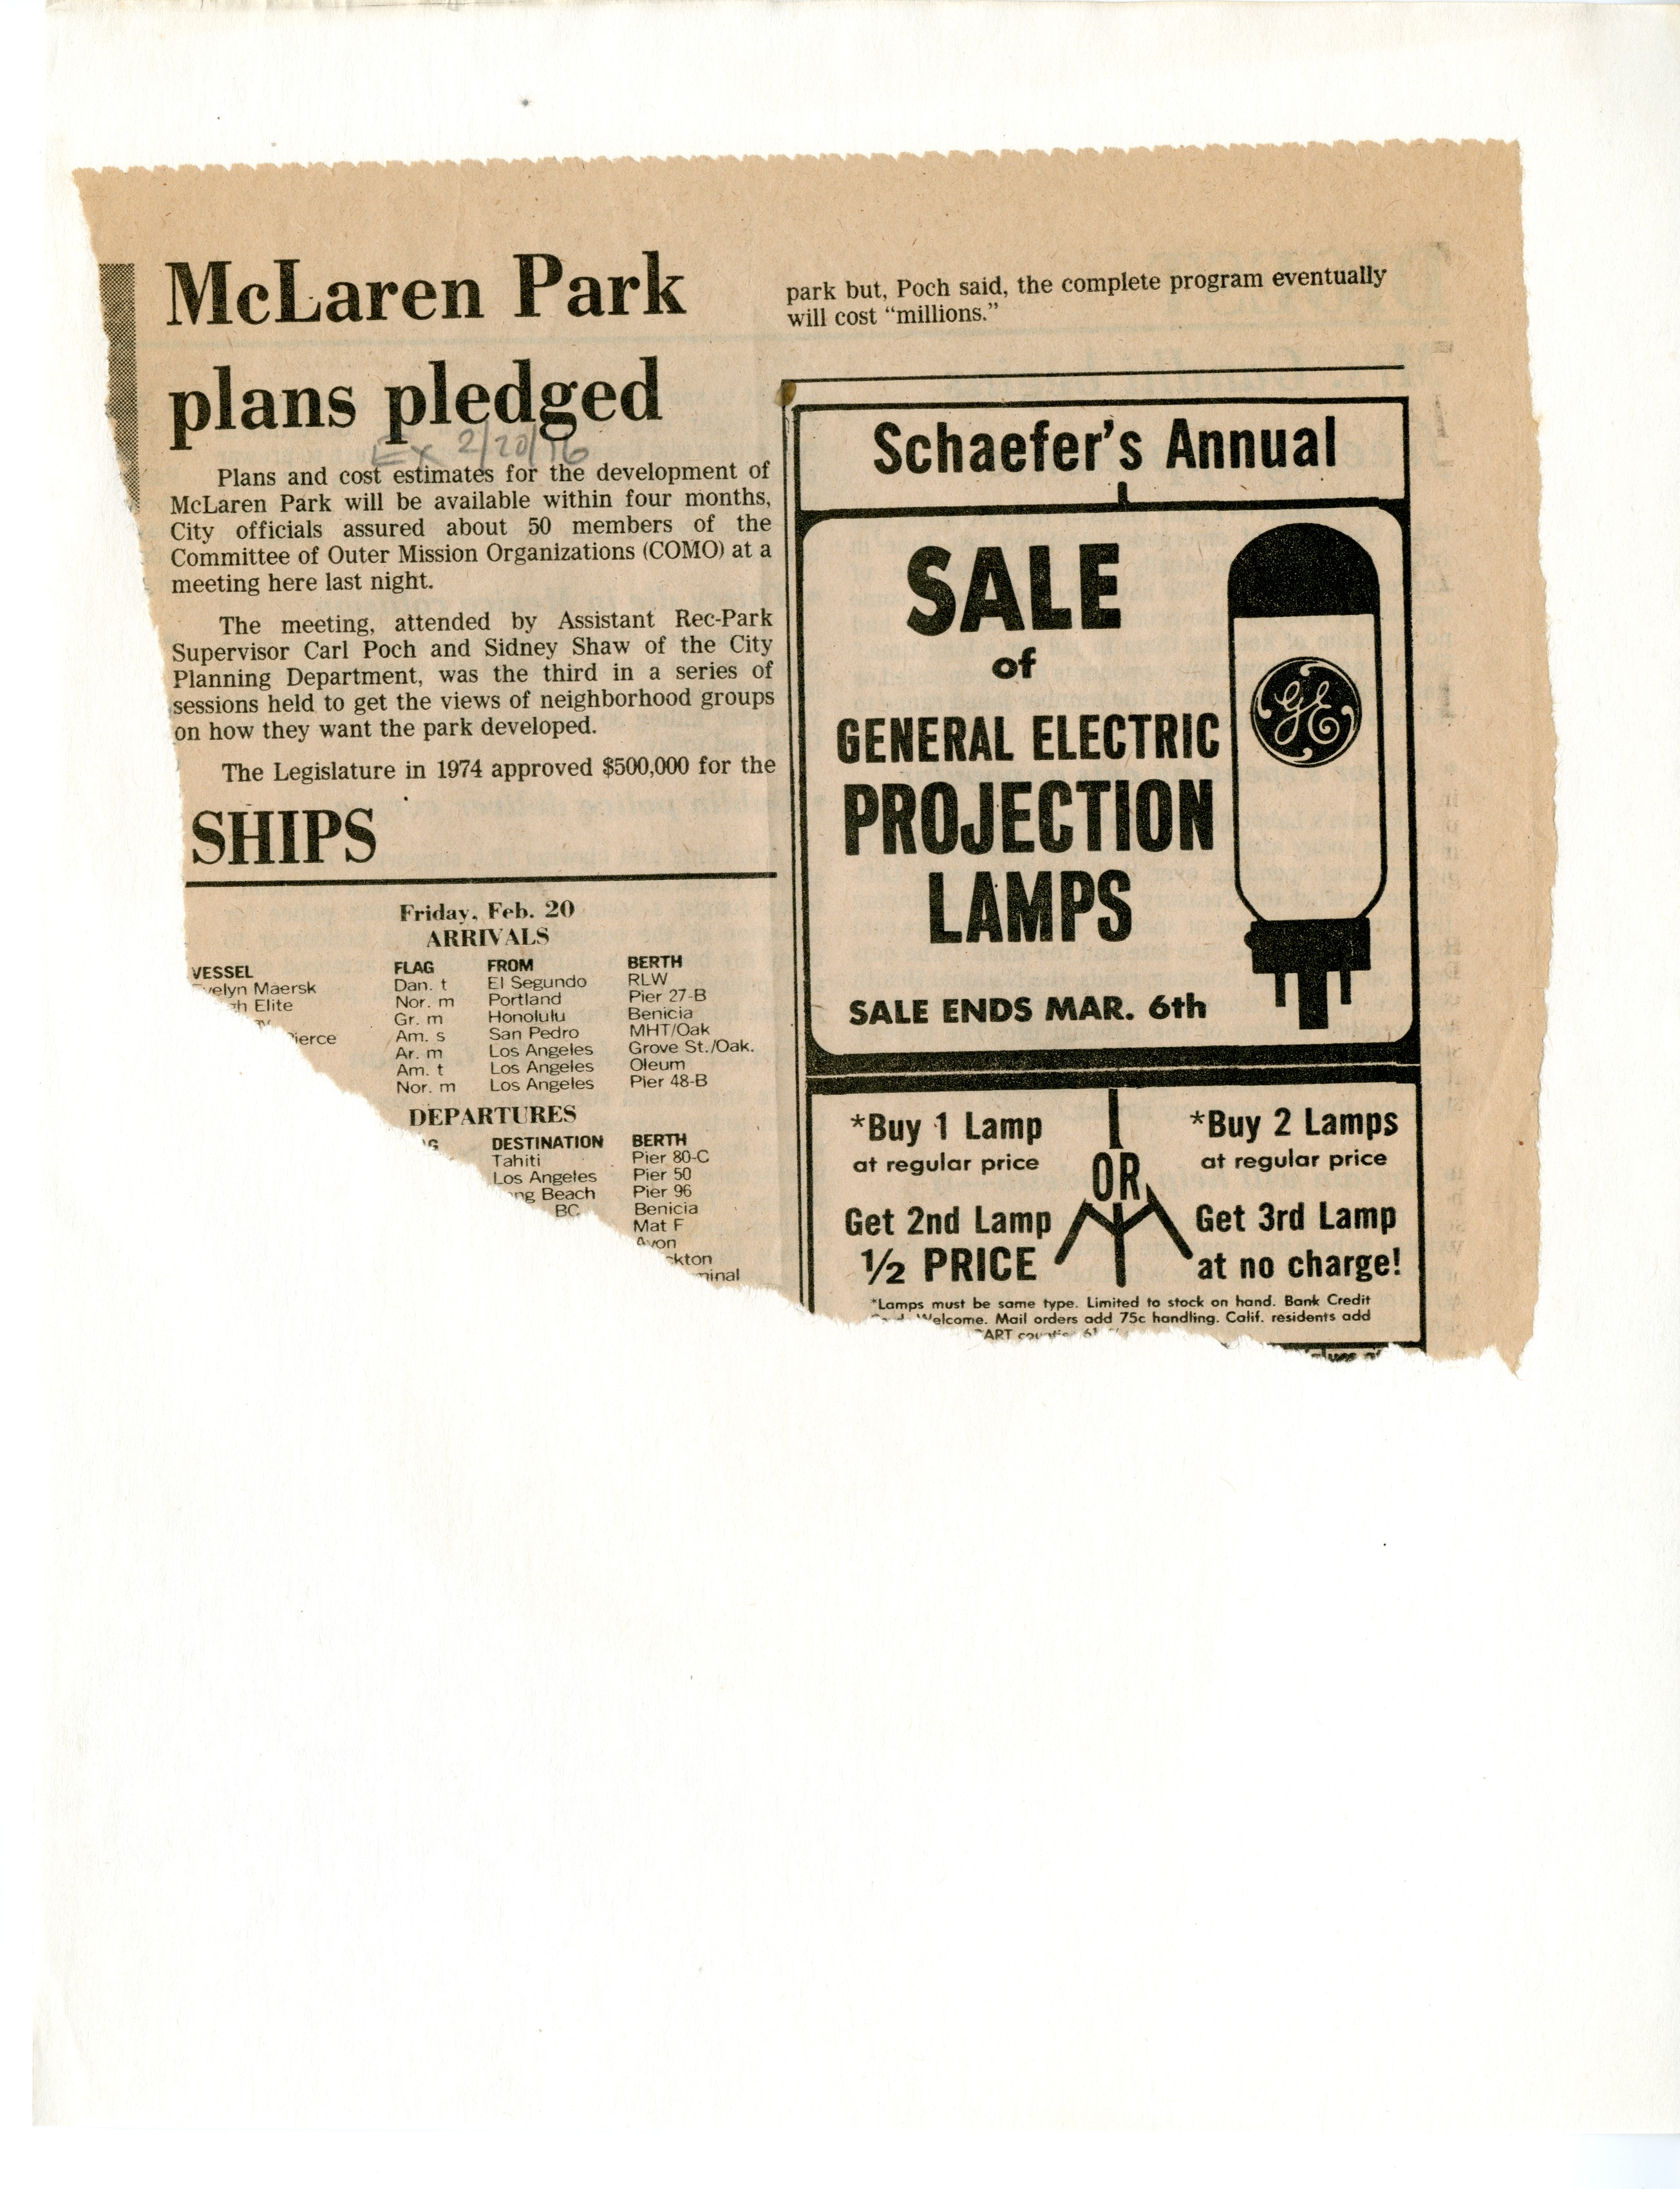 McLaren Park
plans pledged
Ex 2/20/76
Plans and cost estimates for the development of
McLaren Park will be available within four months,
City officials assured about 50 members of the
Committee of Outer Mission Organizations (COMO) at a
meeting here last night.
The meeting, attended by Assistant Rec-Park
Supervisor Carl Poch and Sidney Shaw of the City
Planning Department, was the third in a series of
sessions held to get the views of neighborhood groups
on how they want the park developed.
The Legislature in 1974 approved $500,000 for the
park but, Poch said, the complete program eventually
will cost “millions.”
SHIPS
Friday, Feb. 20
ARRIVALS
VESSEL FLAG FROM BERTH
Evelyn Maersk Dan. t El Segundo RLW
Elite Nor. m Portland Pier 27-B
Gr. m Honolulu Benicia
Pierce Am. s San Pedro MHT/Oak
Ar. m Los Angeles Grove St./Oak.
Am. t Los Angeles Oleum
Nor. m Los Angeles Pier 48-B
DEPARTURES
DESTINATION BERTH
Tahiti Pier 80-C
Los Angeles Pier 50
Beach Pier 96
BC Benicia
Mat F
Avon
Schaefer's Annual
SALE
of
GENERAL ELECTRIC
PROJECTION
LAMPS
GE
SALE ENDS MAR. 6th
*Buy 1 Lamp
at regular price
Get 2nd Lamp
½ PRICE
OR
*Buy 2 Lamps
at regular price
Get 3rd Lamp
at no charge!
*Lamps must be same type. Limited to stock on hand. Bank Credit
Welcome. Mail orders add 75c handling. Calif. residents add